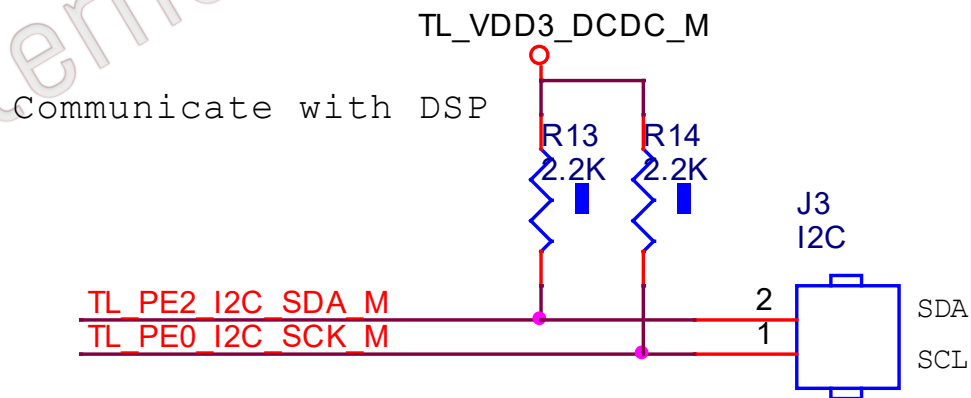 TL_VDD3_DCDC_M
Communicate with DSP
R13
2.2K
R14
2.2K
J3
I2C
TL_PE2_I2C_SDA_M
2
SDA
TL_PE0_I2C_SCK_M
1
SCL